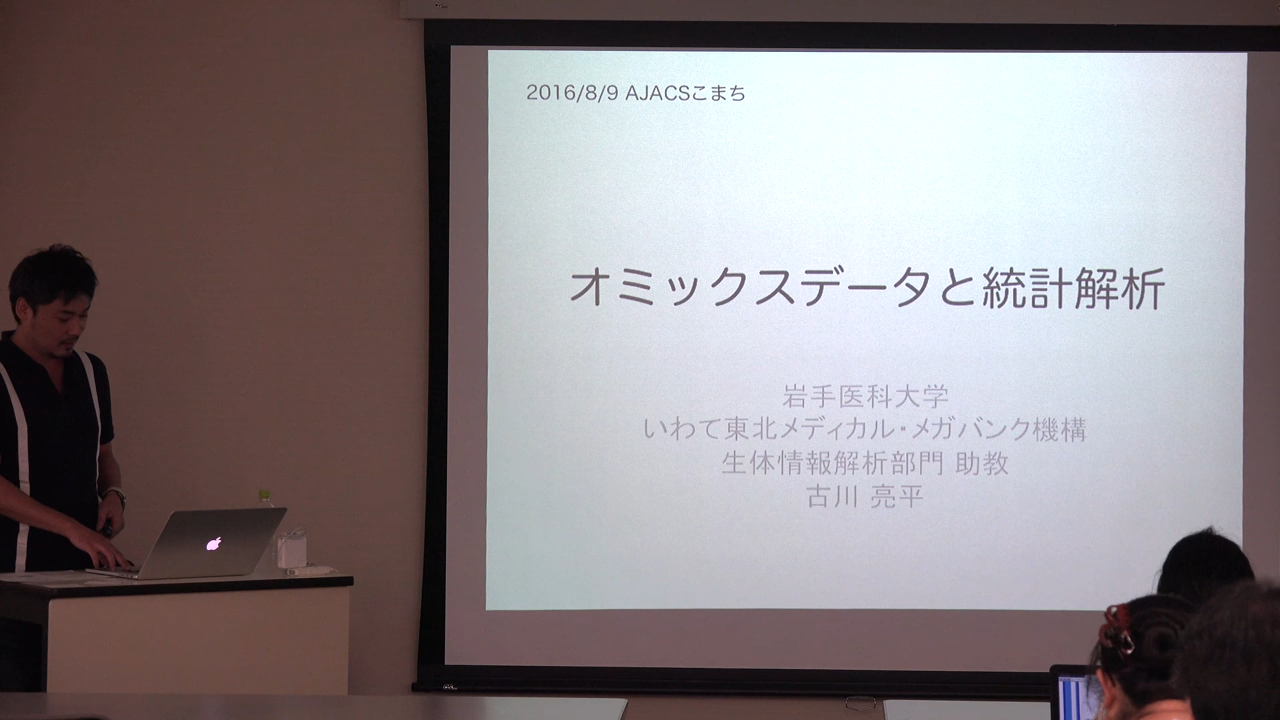 2016/8/9 AJACSこまち
オミックスデータと統計解析
岩手医科大学
いわて東北メディカル・メガバンク機構
生体情報解析部門 助教
古川 亮平